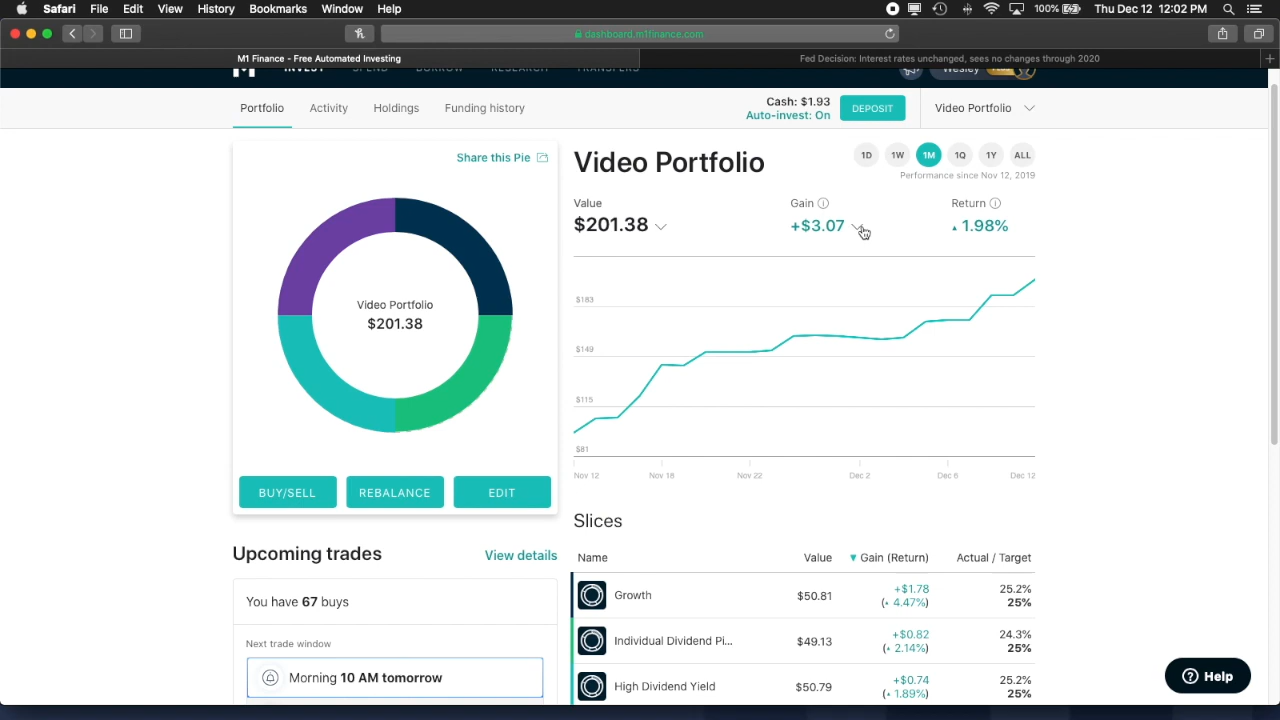 Safari File Edit View History Bookmarks Window Help 100% Thu Dec 12 12:02 PM
dashboard.m1finance.com
M1 Finance - Free Automated Investing
Fed Decision: Interest rates unchanged, sees no changes through 2020
INVEST SPEND BORROW RESEARCH TRANSFERS Wesley
Portfolio Activity Holdings Funding history
Cash: $1.93
Auto-invest: On
DEPOSIT
Video Portfolio
Share this Pie
Video Portfolio
$201.38
BUY/SELL REBALANCE EDIT
Upcoming trades View details
You have 67 buys
Next trade window
Morning 10 AM tomorrow
Video Portfolio
1D 1W 1M 1Q 1Y ALL
Performance since Nov 12, 2019
Value Gain Return
$201.38 +$3.07 1.98%
$183
$149
$115
$81
Nov 12 Nov 18 Nov 22 Dec 2 Dec 6 Dec 12
Slices
Name Value Gain (Return) Actual / Target
Growth $50.81 +$1.78 25.2%
(4.47%) 25%
Individual Dividend Pi... $49.13 +$0.82 24.3%
(2.14%) 25%
High Dividend Yield $50.79 +$0.74 25.2%
(1.89%) 25%
Help